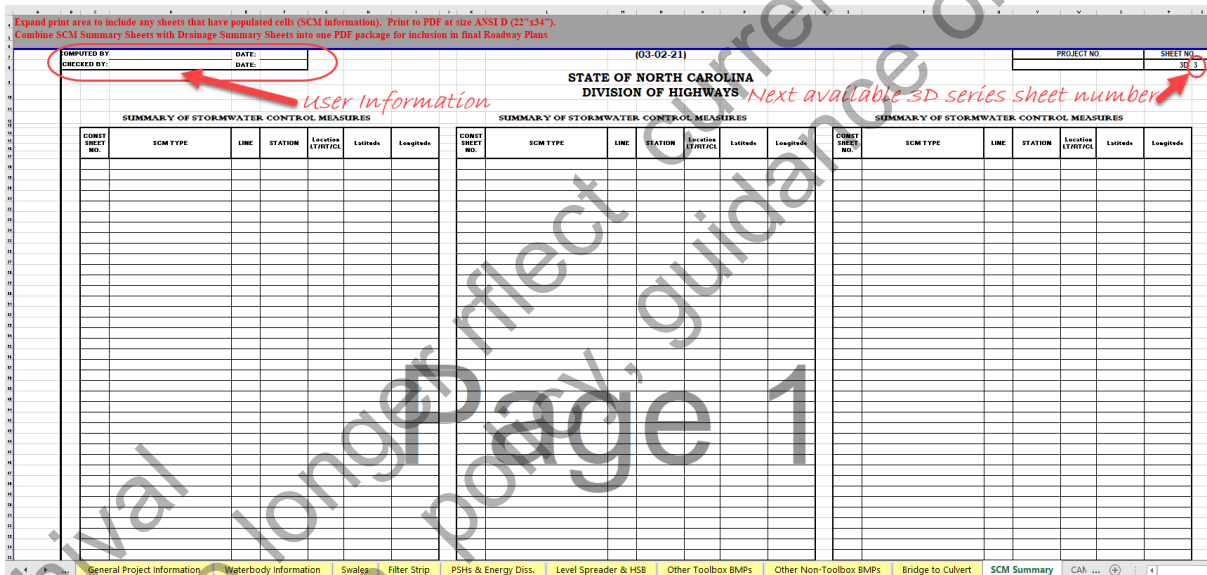 Expand print area to include any sheets that have populated cells (SCM information). Print to PDF at size ANSI D (22"x34").
Combine SCM Summary Sheets with Drainage Summary Sheets into one PDF package for inclusion in final Roadway Plans
COMPUTED BY DATE: (03-02-21) PROJECT NO. SHEET NO.
CHECKED BY: DATE: 3D 3
STATE OF NORTH CAROLINA
DIVISION OF HIGHWAYS
User Information
Next available 3D series sheet number
SUMMARY OF STORMWATER CONTROL MEASURES SUMMARY OF STORMWATER CONTROL MEASURES SUMMARY OF STORMWATER CONTROL MEASURES
CONST SHEET NO. SCM TYPE LINE STATION Location LT/RT/CL Latitude Longitude CONST SHEET NO. SCM TYPE LINE STATION Location LT/RT/CL Latitude Longitude CONST SHEET NO. SCM TYPE LINE STATION Location LT/RT/CL Latitude Longitude
Page 1
longer rflect curren
policy, guidance o
... General Project Information Waterbody Information Swales Filter Strip PSHs & Energy Diss. Level Spreader & HSB Other Toolbox BMPs Other Non-Toolbox BMPs Bridge to Culvert SCM Summary CAN ...